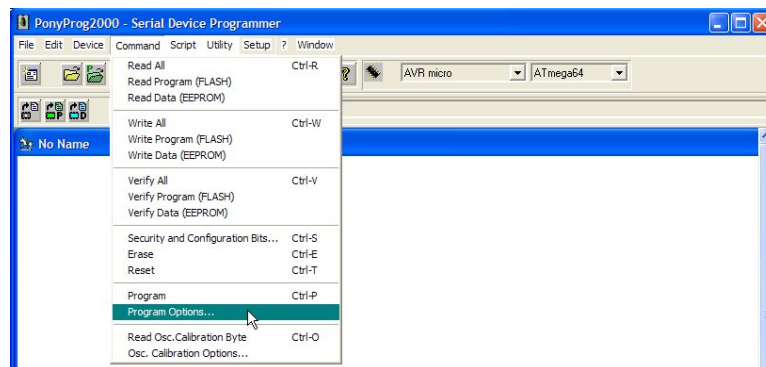 PonyProg2000 - Serial Device Programmer
File Edit Device Command Script Utility Setup ? Window
AVR micro ATmega64
No Name
Read All Ctrl-R
Read Program (FLASH)
Read Data (EEPROM)
Write All Ctrl-W
Write Program (FLASH)
Write Data (EEPROM)
Verify All Ctrl-V
Verify Program (FLASH)
Verify Data (EEPROM)
Security and Configuration Bits... Ctrl-S
Erase Ctrl-E
Reset Ctrl-T
Program Ctrl-P
Program Options...
Read Osc.Calibration Byte Ctrl-O
Osc. Calibration Options...